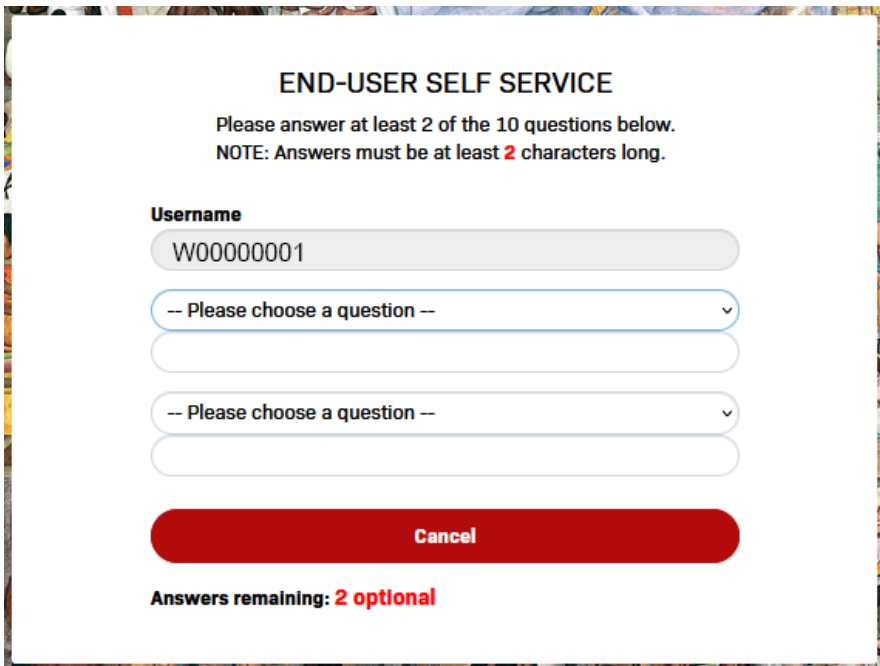 END-USER SELF SERVICE
Please answer at least 2 of the 10 questions below.
NOTE: Answers must be at least 2 characters long.
Username
W00000001
-- Please choose a question --
-- Please choose a question --
Cancel
Answers remaining: 2 optional